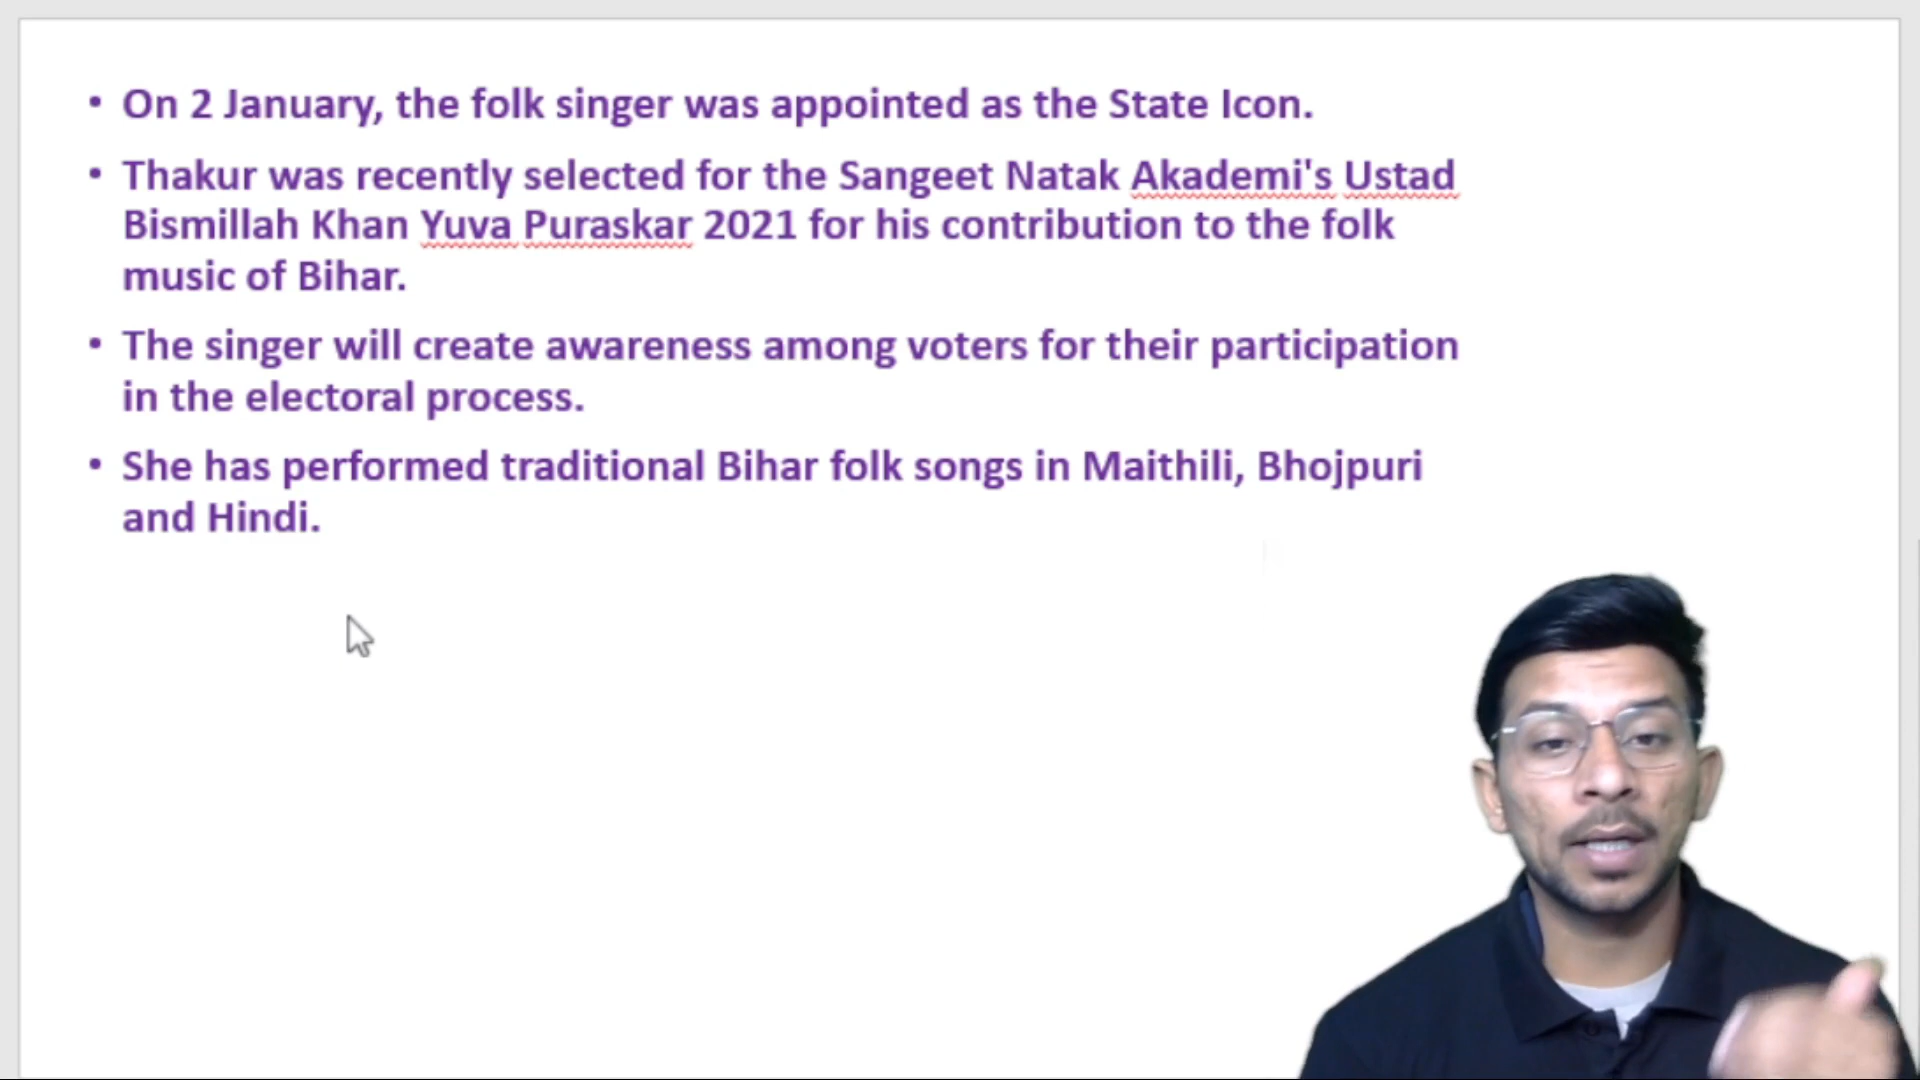 • On 2 January, the folk singer was appointed as the State Icon.
• Thakur was recently selected for the Sangeet Natak Akademi's Ustad
Bismillah Khan Yuva Puraskar 2021 for his contribution to the folk
music of Bihar.
• The singer will create awareness among voters for their participation
in the electoral process.
• She has performed traditional Bihar folk songs in Maithili, Bhojpuri
and Hindi.